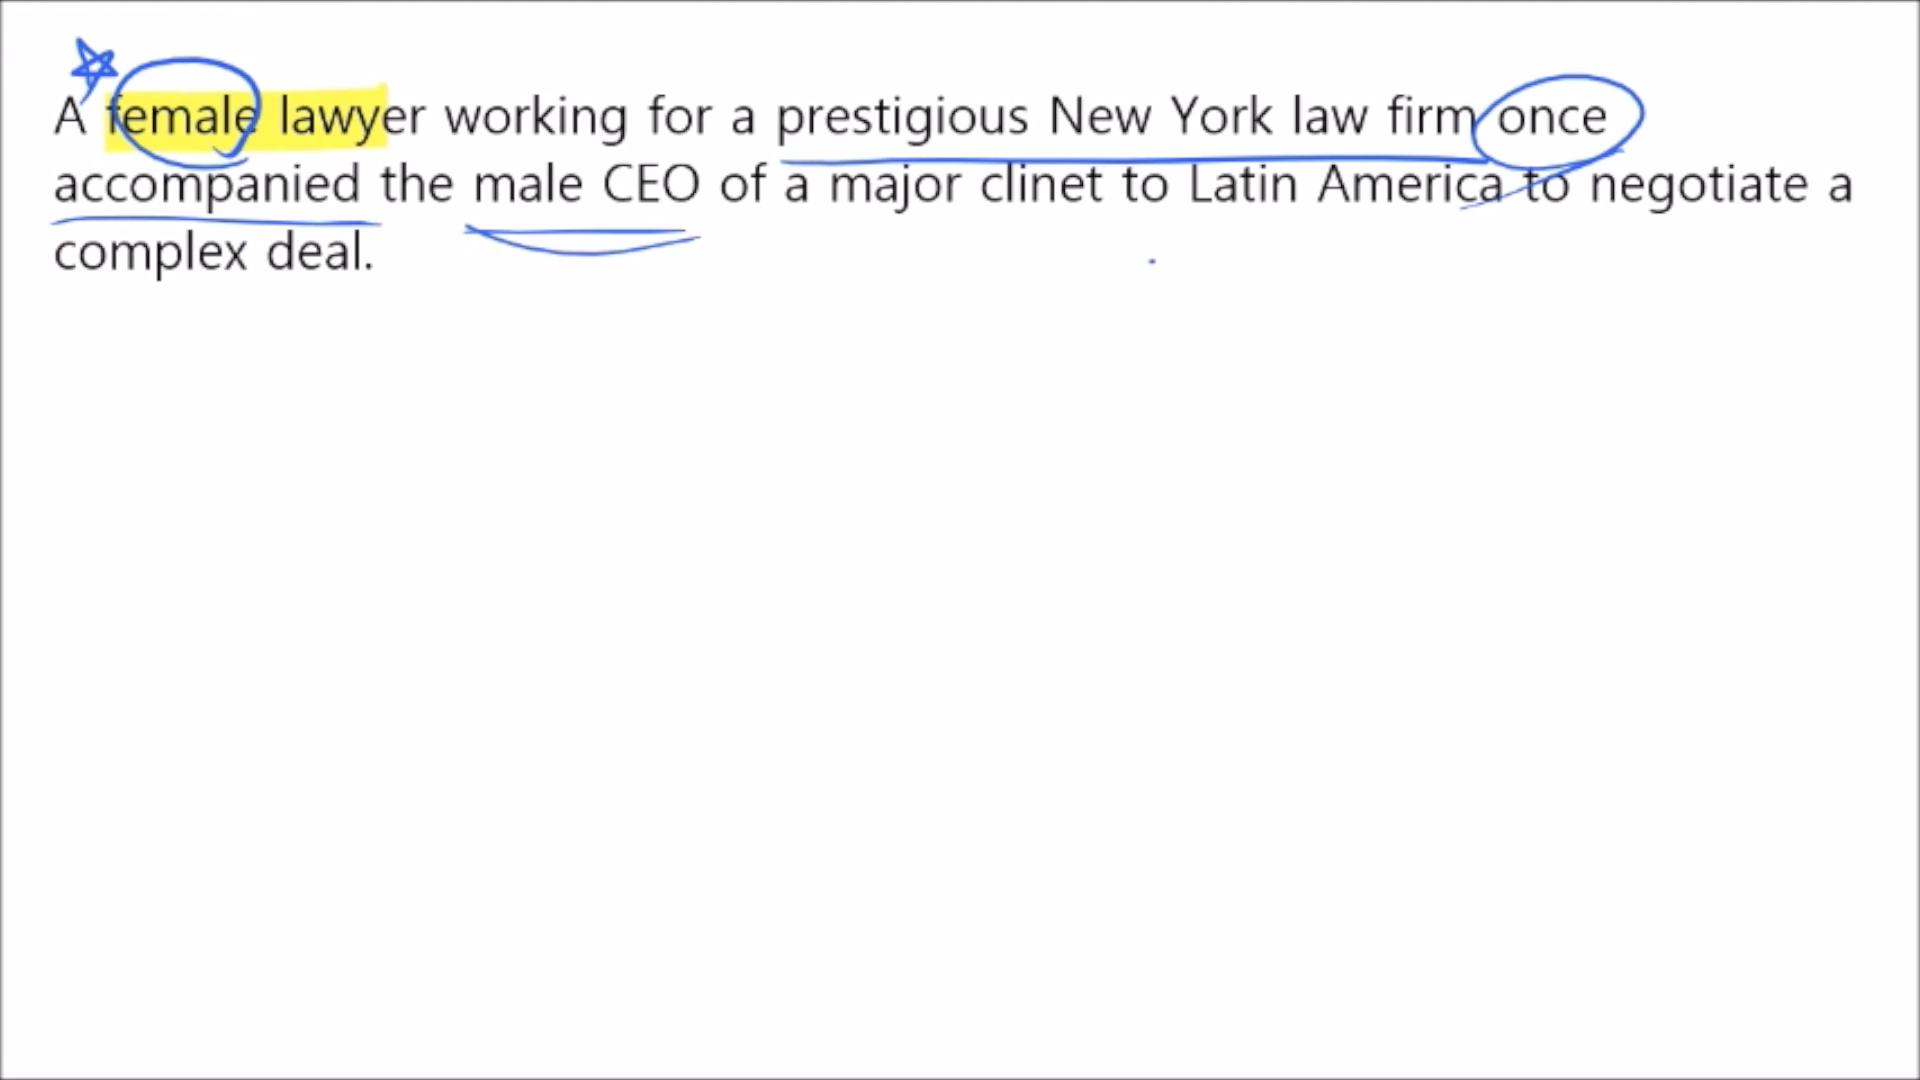 A female lawyer working for a prestigious New York law firm once
accompanied the male CEO of a major clinet to Latin America to negotiate a
complex deal.